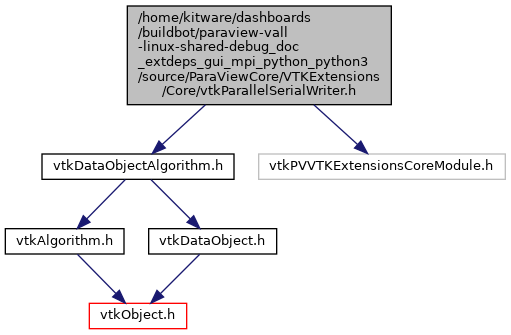 /home/kitware/dashboards
/buildbot/paraview-vall
-linux-shared-debug_doc
_extdeps_gui_mpi_python_python3
/source/ParaViewCore/VTKExtensions
/Core/vtkParallelSerialWriter.h
vtkDataObjectAlgorithm.h
vtkPVVTKExtensionsCoreModule.h
vtkAlgorithm.h
vtkDataObject.h
vtkObject.h